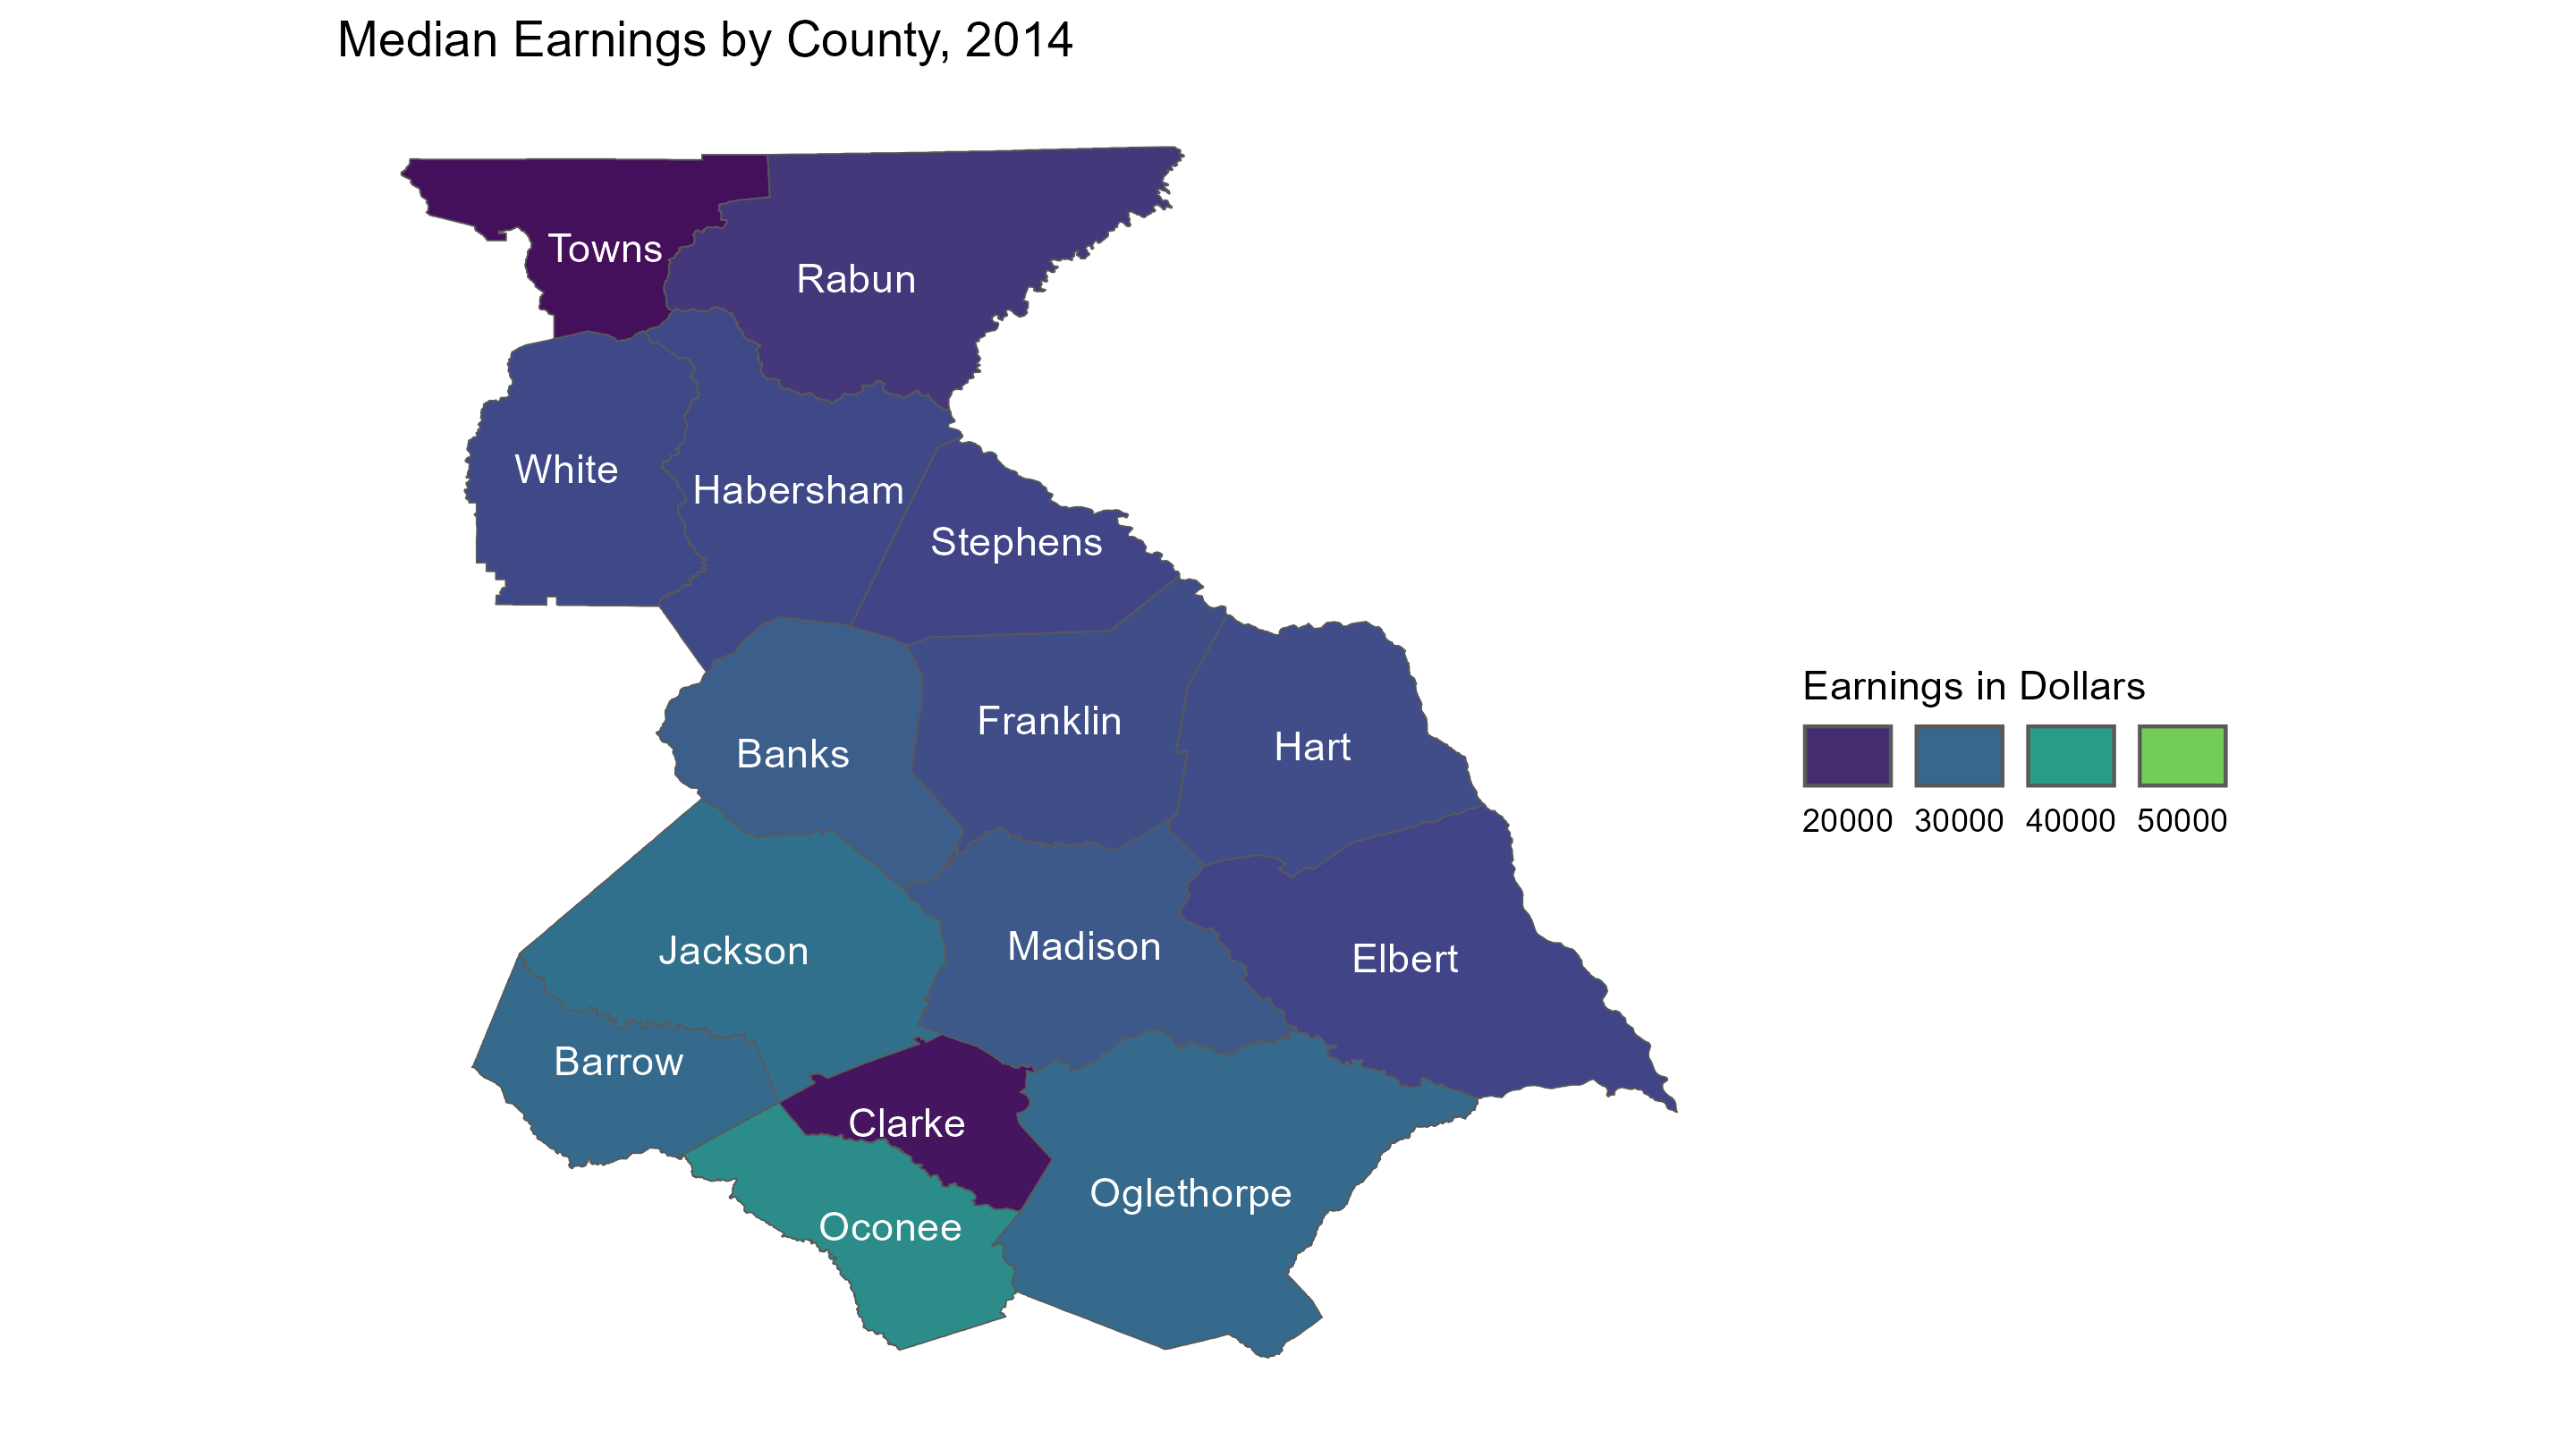 Median Earnings by County, 2014
Towns
Rabun
White
Habersham
Stephens
Franklin
Hart
Banks
Jackson
Madison
Elbert
Barrow
Clarke
Oglethorpe
Oconee
Earnings in Dollars
20000 30000 40000 50000